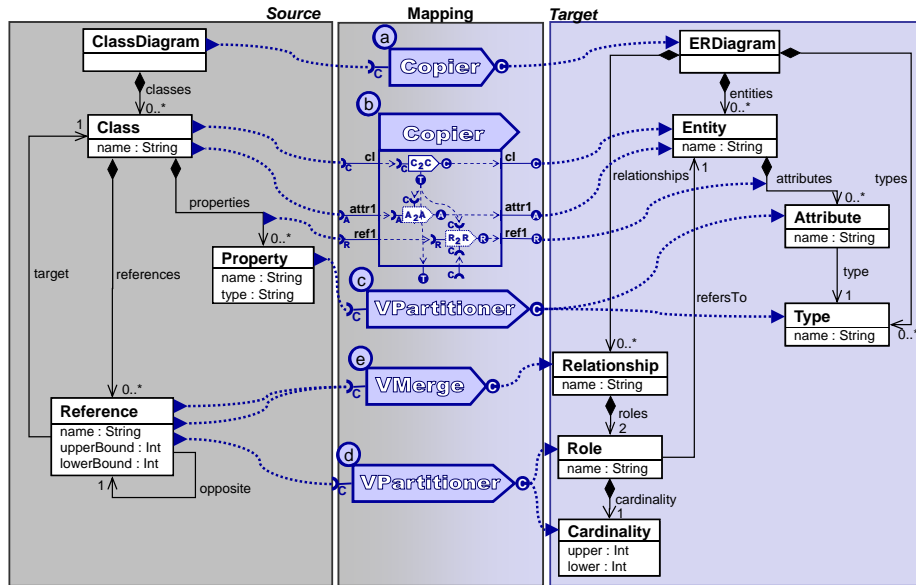 Source
Mapping
Target
ClassDiagram
a
Copier
C
C
ERDiagram
classes
0..*
entities
0..*
1
Class
name : String
b
Copier
Entity
name : String
C
cl
C
C2C
C
cl
C
T
1
relationships
attributes
types
properties
0..*
C
A
attr1
A
A2A
A
attr1
A
C
0..*
Attribute
name : String
R
ref1
R
R2R
R
ref1
R
C
T
C
target
references
Property
name : String
type : String
type
1
c
VPartitioner
C
C
refersTo
Type
name : String
0..*
0..*
e
VMerge
C
C
0..*
Relationship
name : String
Reference
name : String
upperBound : Int
lowerBound : Int
roles
2
Role
name : String
d
VPartitioner
C
C
1
opposite
cardinality
1
Cardinality
upper : Int
lower : Int